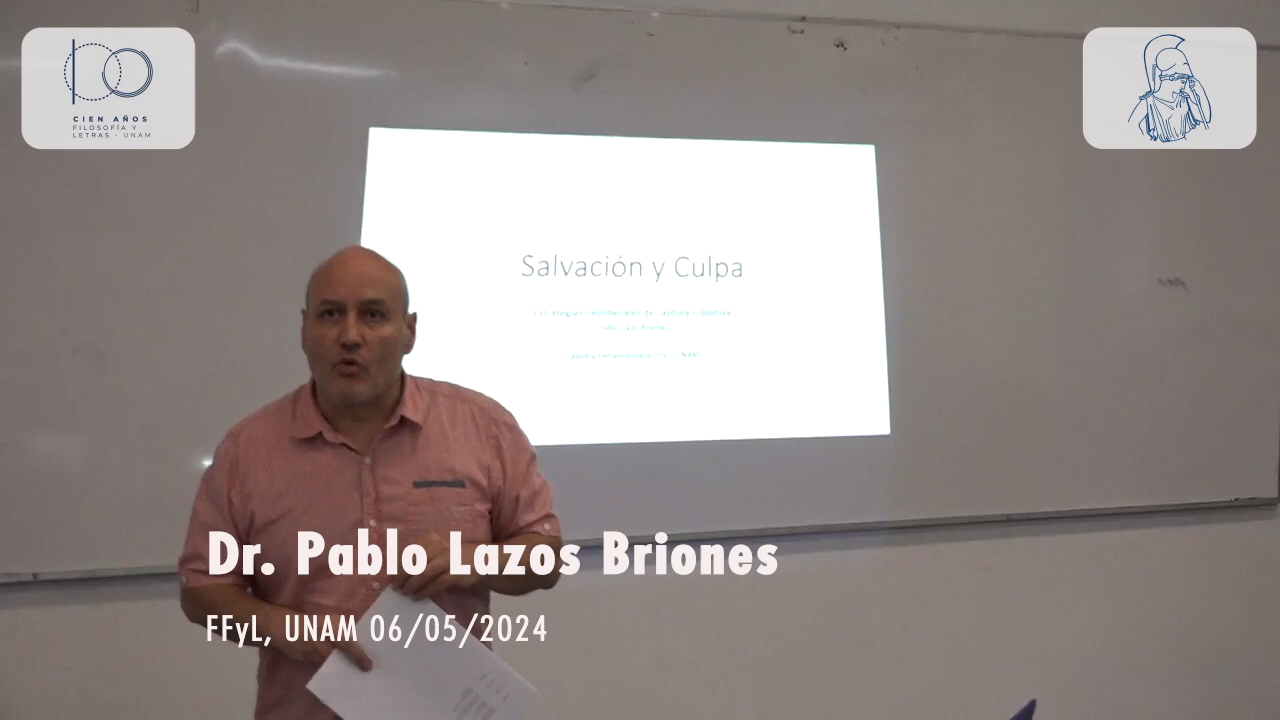 CIEN AÑOS
FILOSOFÍA Y
LETRAS - UNAM
Salvación y Culpa
Dr. Pablo Lazos Briones
FFyL, UNAM 06/05/2024